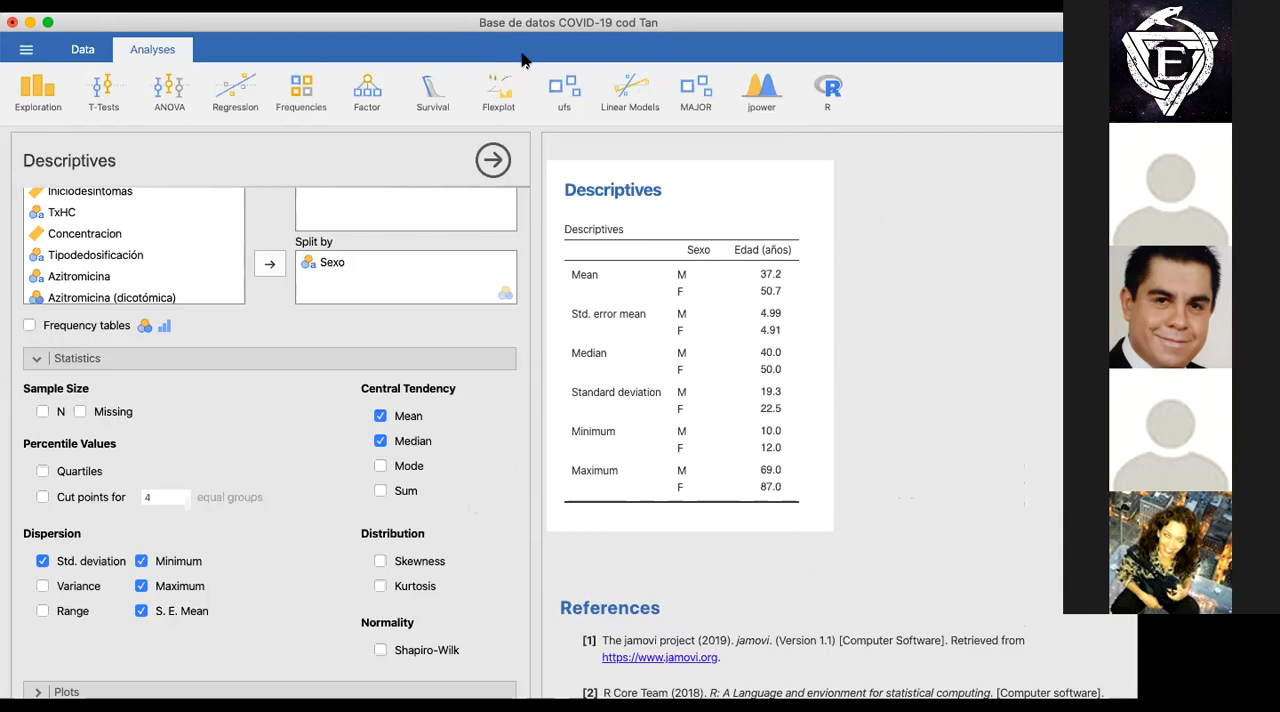 Base de datos COVID-19 cod Tan
Data Analyses
Exploration T-Tests ANOVA Regression Frequencies Factor Survival Flexplot ufs Linear Models MAJOR jpower R
Descriptives
Iniciodesintomas
TxHC
Concentracion
Tipodedosificación
Azitromicina
Azitromicina (dicotómica)
Split by
Sexo
Frequency tables
Statistics
Sample Size
N Missing
Percentile Values
Quartiles
Cut points for 4 equal groups
Dispersion
Std. deviation Minimum
Variance Maximum
Range S. E. Mean
Central Tendency
Mean
Median
Mode
Sum
Distribution
Skewness
Kurtosis
Normality
Shapiro-Wilk
Plots
Descriptives
Descriptives
Sexo Edad (años)
Mean M 37.2
F 50.7
Std. error mean M 4.99
F 4.91
Median M 40.0
F 50.0
Standard deviation M 19.3
F 22.5
Minimum M 10.0
F 12.0
Maximum M 69.0
F 87.0
References
[1] The jamovi project (2019). jamovi. (Version 1.1) [Computer Software]. Retrieved from
https://www.jamovi.org.
[2] R Core Team (2018). R: A Language and envionment for statistical computing. [Computer software].
E